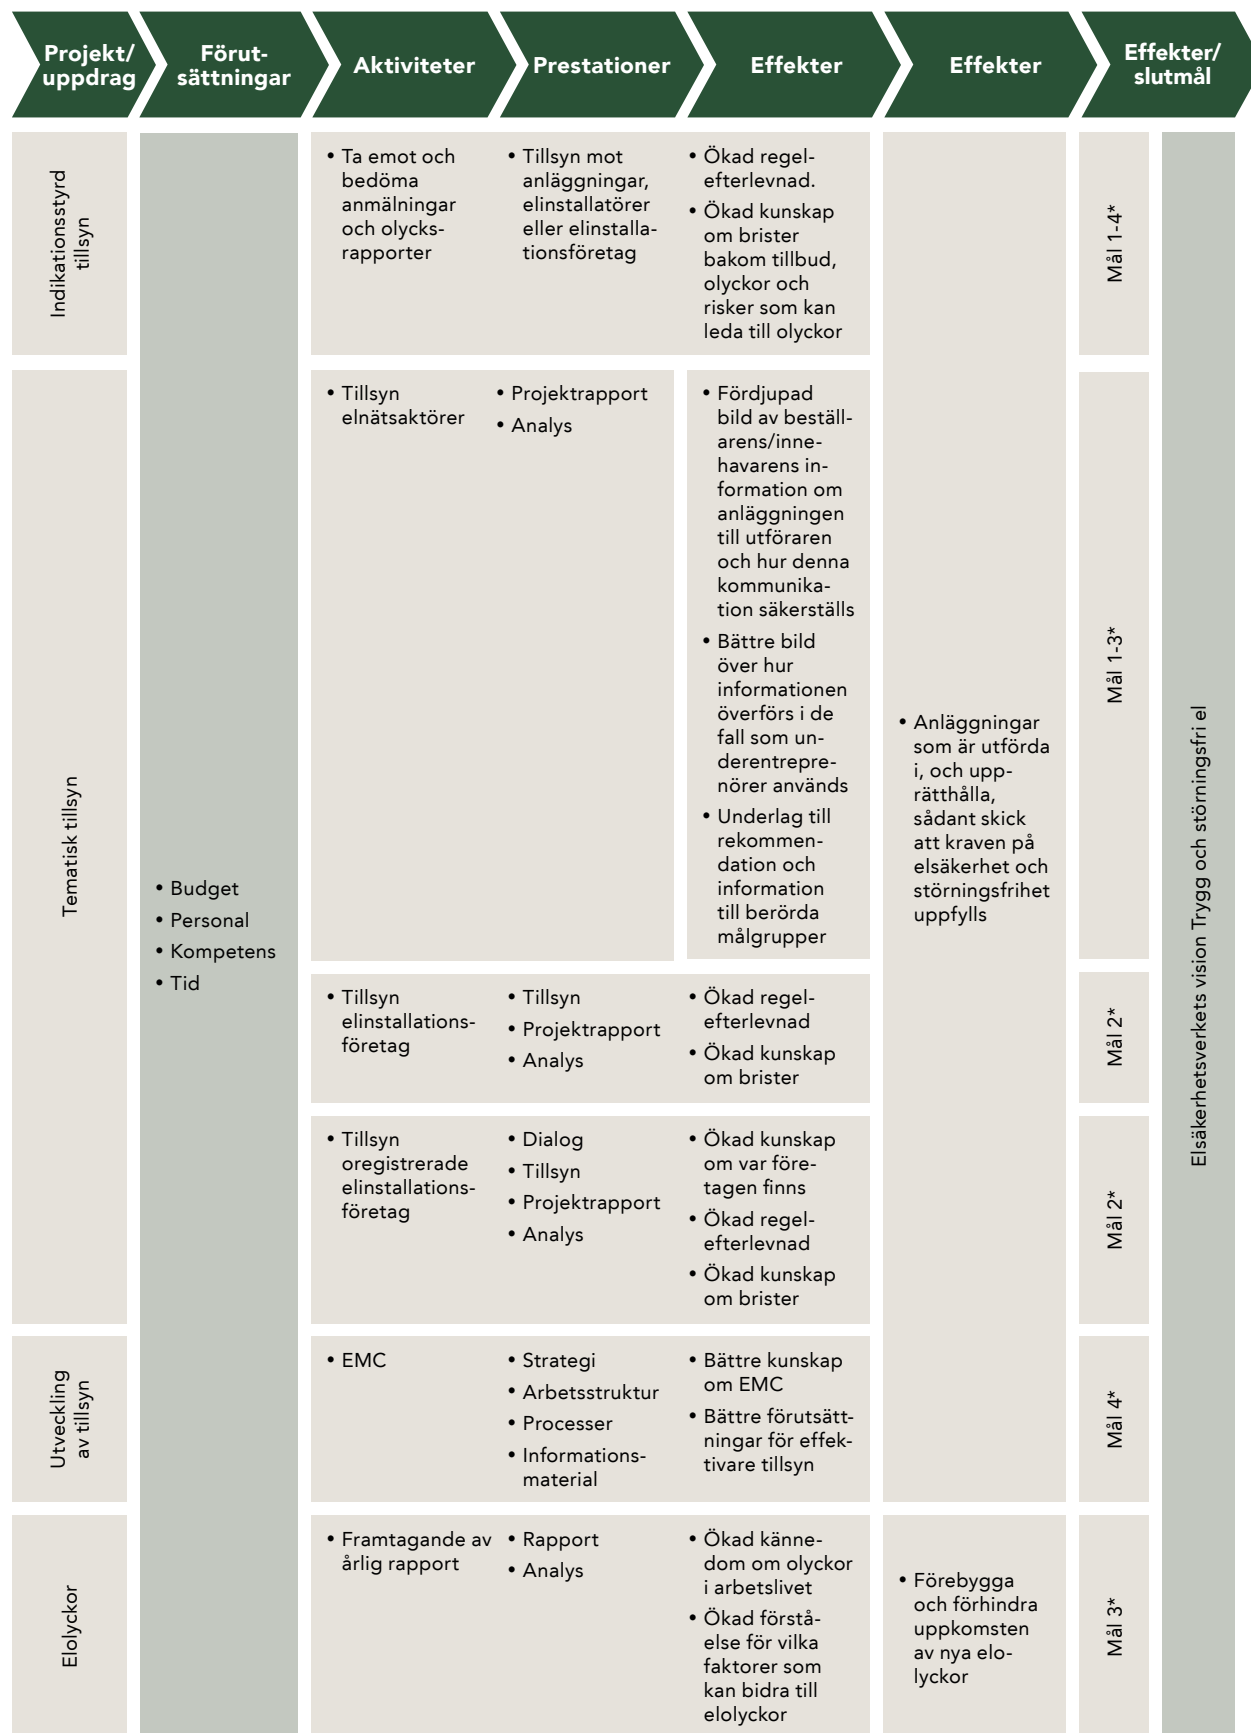 Projekt/
uppdrag
Förut-
sättningar
Aktiviteter
Prestationer
Effekter
Effekter
Effekter/
slutmål
Indikationsstyrd
tillsyn
• Ta emot och
bedöma
anmälningar
och olycks-
rapporter
• Tillsyn mot
anläggningar,
elinstallatörer
eller elinstalla-
tionsföretag
• Ökad regel-
efterlevnad.
• Ökad kunskap
om brister
bakom tillbud,
olyckor och
risker som kan
leda till olyckor
Mål 1-4*
Tematisk tillsyn
• Budget
• Personal
• Kompetens
• Tid
• Tillsyn
elnätsaktörer
• Projektrapport
• Analys
• Fördjupad
bild av beställ-
arens/inne-
havarens in-
formation om
anläggningen
till utföraren
och hur denna
kommunika-
tion säkerställs
• Bättre bild
över hur
informationen
överförs i de
fall som un-
derentrepre-
nörer används
• Underlag till
rekommen-
dation och
information
till berörda
målgrupper
• Anläggningar
som är utförda
i, och upp-
rätthålla,
sådant skick
att kraven på
elsäkerhet och
störningsfrihet
uppfylls
Mål 1-3*
Elsäkerhetsverkets vision Trygg och störningsfri el
• Tillsyn
elinstallations-
företag
• Tillsyn
• Projektrapport
• Analys
• Ökad regel-
efterlevnad
• Ökad kunskap
om brister
Mål 2*
• Tillsyn
oregistrerade
elinstallations-
företag
• Dialog
• Tillsyn
• Projektrapport
• Analys
• Ökad kunskap
om var före-
tagen finns
• Ökad regel-
efterlevnad
• Ökad kunskap
om brister
Mål 2*
Utveckling
av tillsyn
• EMC
• Strategi
• Arbetsstruktur
• Processer
• Informations-
material
• Bättre kunskap
om EMC
• Bättre förutsätt-
ningar för effek-
tivare tillsyn
Mål 4*
Elolyckor
• Framtagande av
årlig rapport
• Rapport
• Analys
• Ökad känne-
dom om olyckor
i arbetslivet
• Ökad förstå-
else för vilka
faktorer som
kan bidra till
elolyckor
• Förebygga
och förhindra
uppkomsten
av nya elo-
lyckor
Mål 3*